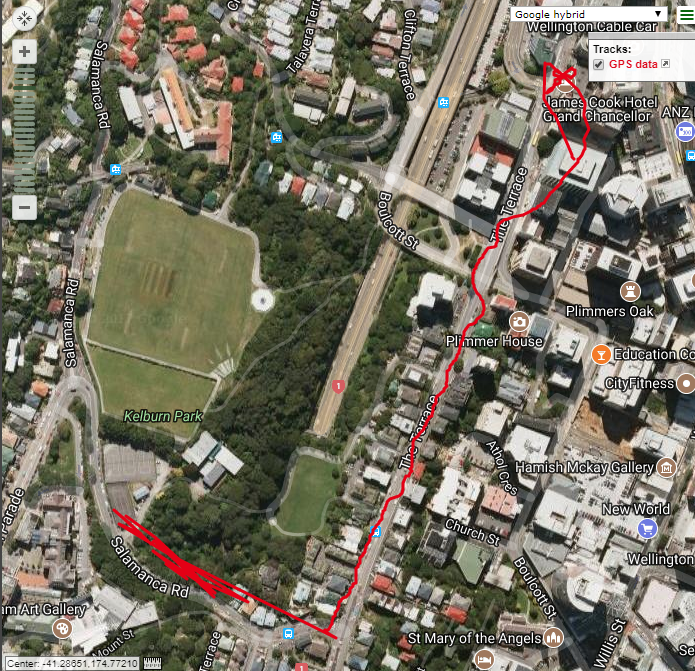 Google hybrid
Wellington Cable Car
Tracks:
GPS data
Talavera Terr
Clifton Terrace
Salamanca Rd
James Cook Hotel
Grand Chancellor
ANZ
The Terrace
Boulcott St
Salamanca Rd
Plimmers Oak
Plimmer House
Education Co
CityFitness
1
Kelburn Park
The Terrace
Athol Cres
Hamish Mckay Gallery
New World
Parade
Church St
Wellington
Salamanca Rd
Boulcott St
am Art Gallery
Mount St
Terrace
St Mary of the Angels
Willis St
Se
1
Center: -41.28651,174.77210